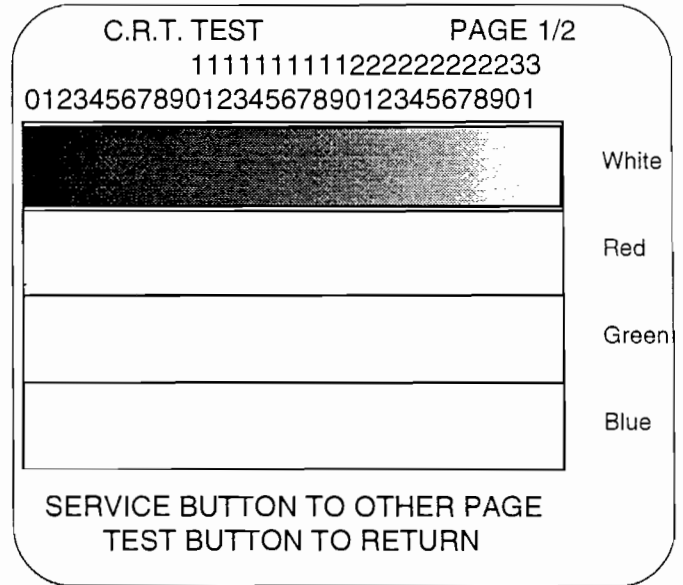 C.R.T. TEST PAGE 1/2
1111111111222222222233
01234567890123456789012345678901
White
Red
Green
Blue
SERVICE BUTTON TO OTHER PAGE
TEST BUTTON TO RETURN